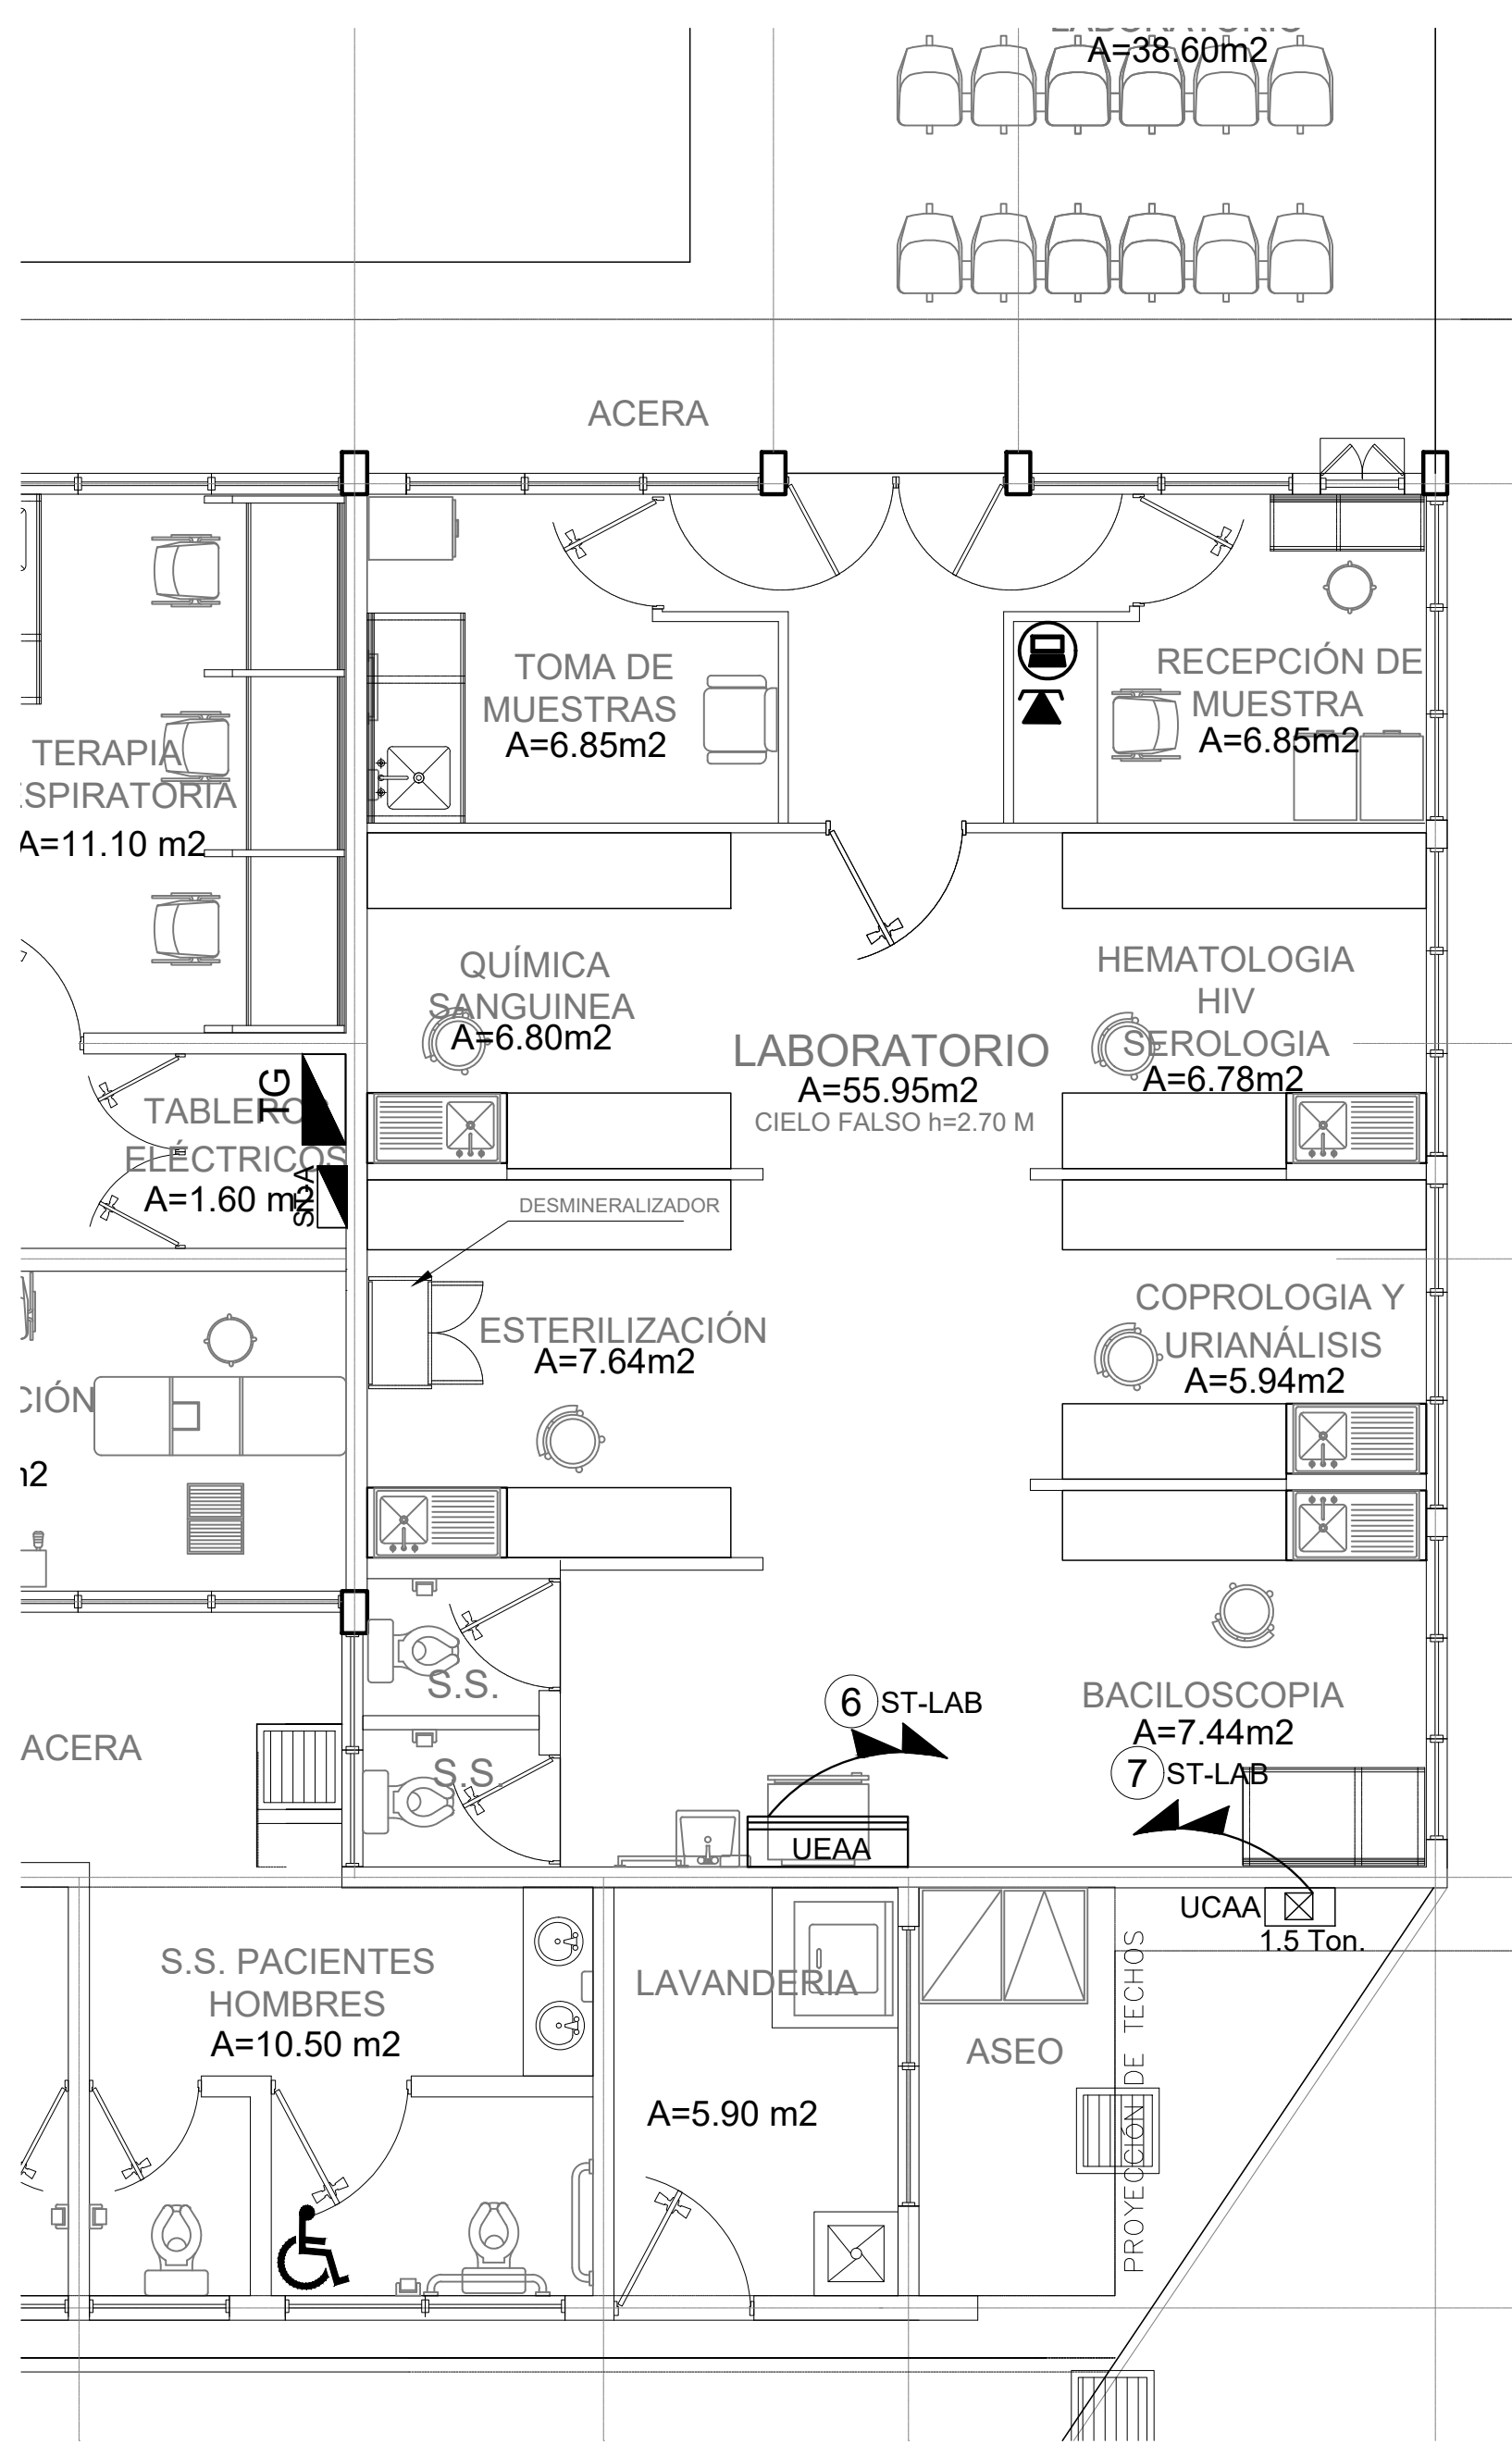 A=38.60m2
ACERA
TOMA DE
MUESTRAS
A=6.85m2
RECEPCIÓN DE
MUESTRA
A=6.85m2
TERAPIA
A=11.10 m2
QUÍMICA
SANGUINEA
A=6.80m2
LABORATORIO
A=55.95m2
CIELO FALSO h=2.70 M
HEMATOLOGIA
HIV
SEROLOGIA
A=6.78m2
TG
TABLEROS
ELÉCTRICOS
A=1.60 m2
DESMINERALIZADOR
ESTERILIZACIÓN
A=7.64m2
COPROLOGIA Y
URIANÁLISIS
A=5.94m2
S.S.
S.S.
ACERA
6 ST-LAB
BACILOSCOPIA
A=7.44m2
7 ST-LAB
UEAA
UCAA
1.5 Ton.
S.S. PACIENTES
HOMBRES
A=10.50 m2
LAVANDERIA
A=5.90 m2
ASEO
PROYECCIÓN DE TECHOS